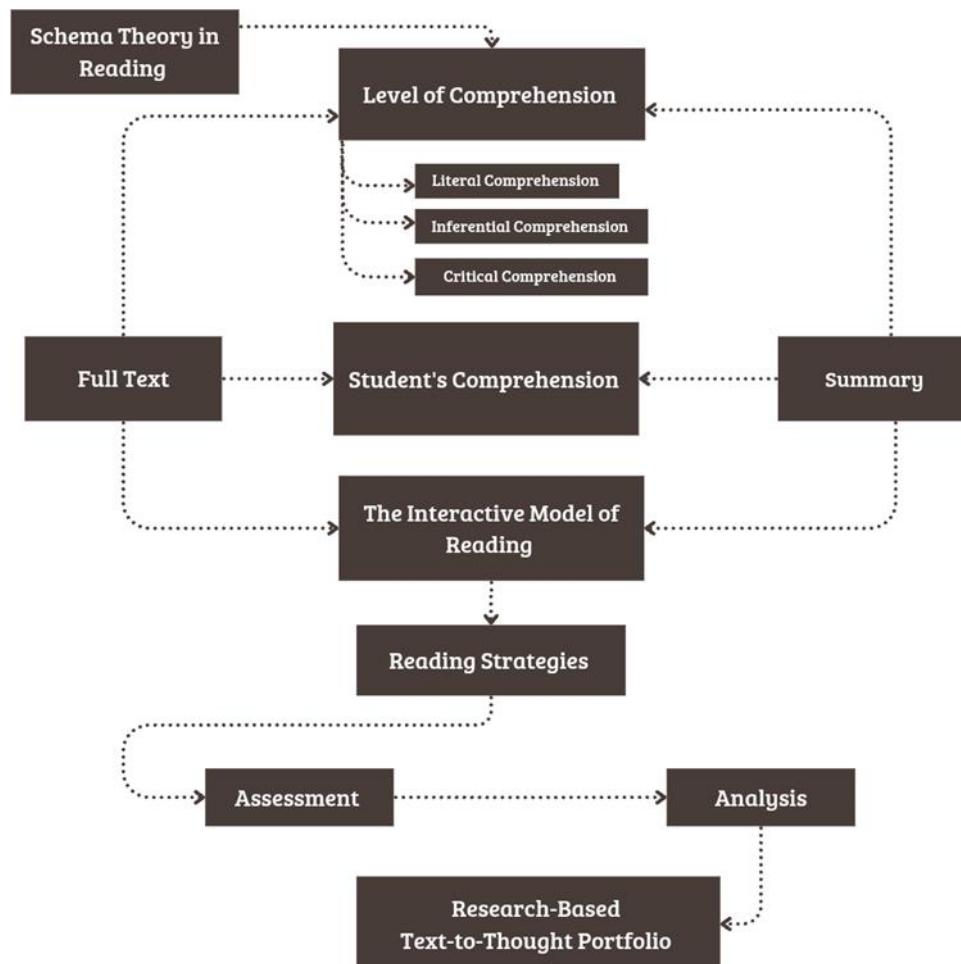 Schema Theory in
Reading
Level of Comprehension
Literal Comprehension
Inferential Comprehension
Critical Comprehension
Full Text
Student's Comprehension
Summary
The Interactive Model of
Reading
Reading Strategies
Assessment
Analysis
Research-Based
Text-to-Thought Portfolio